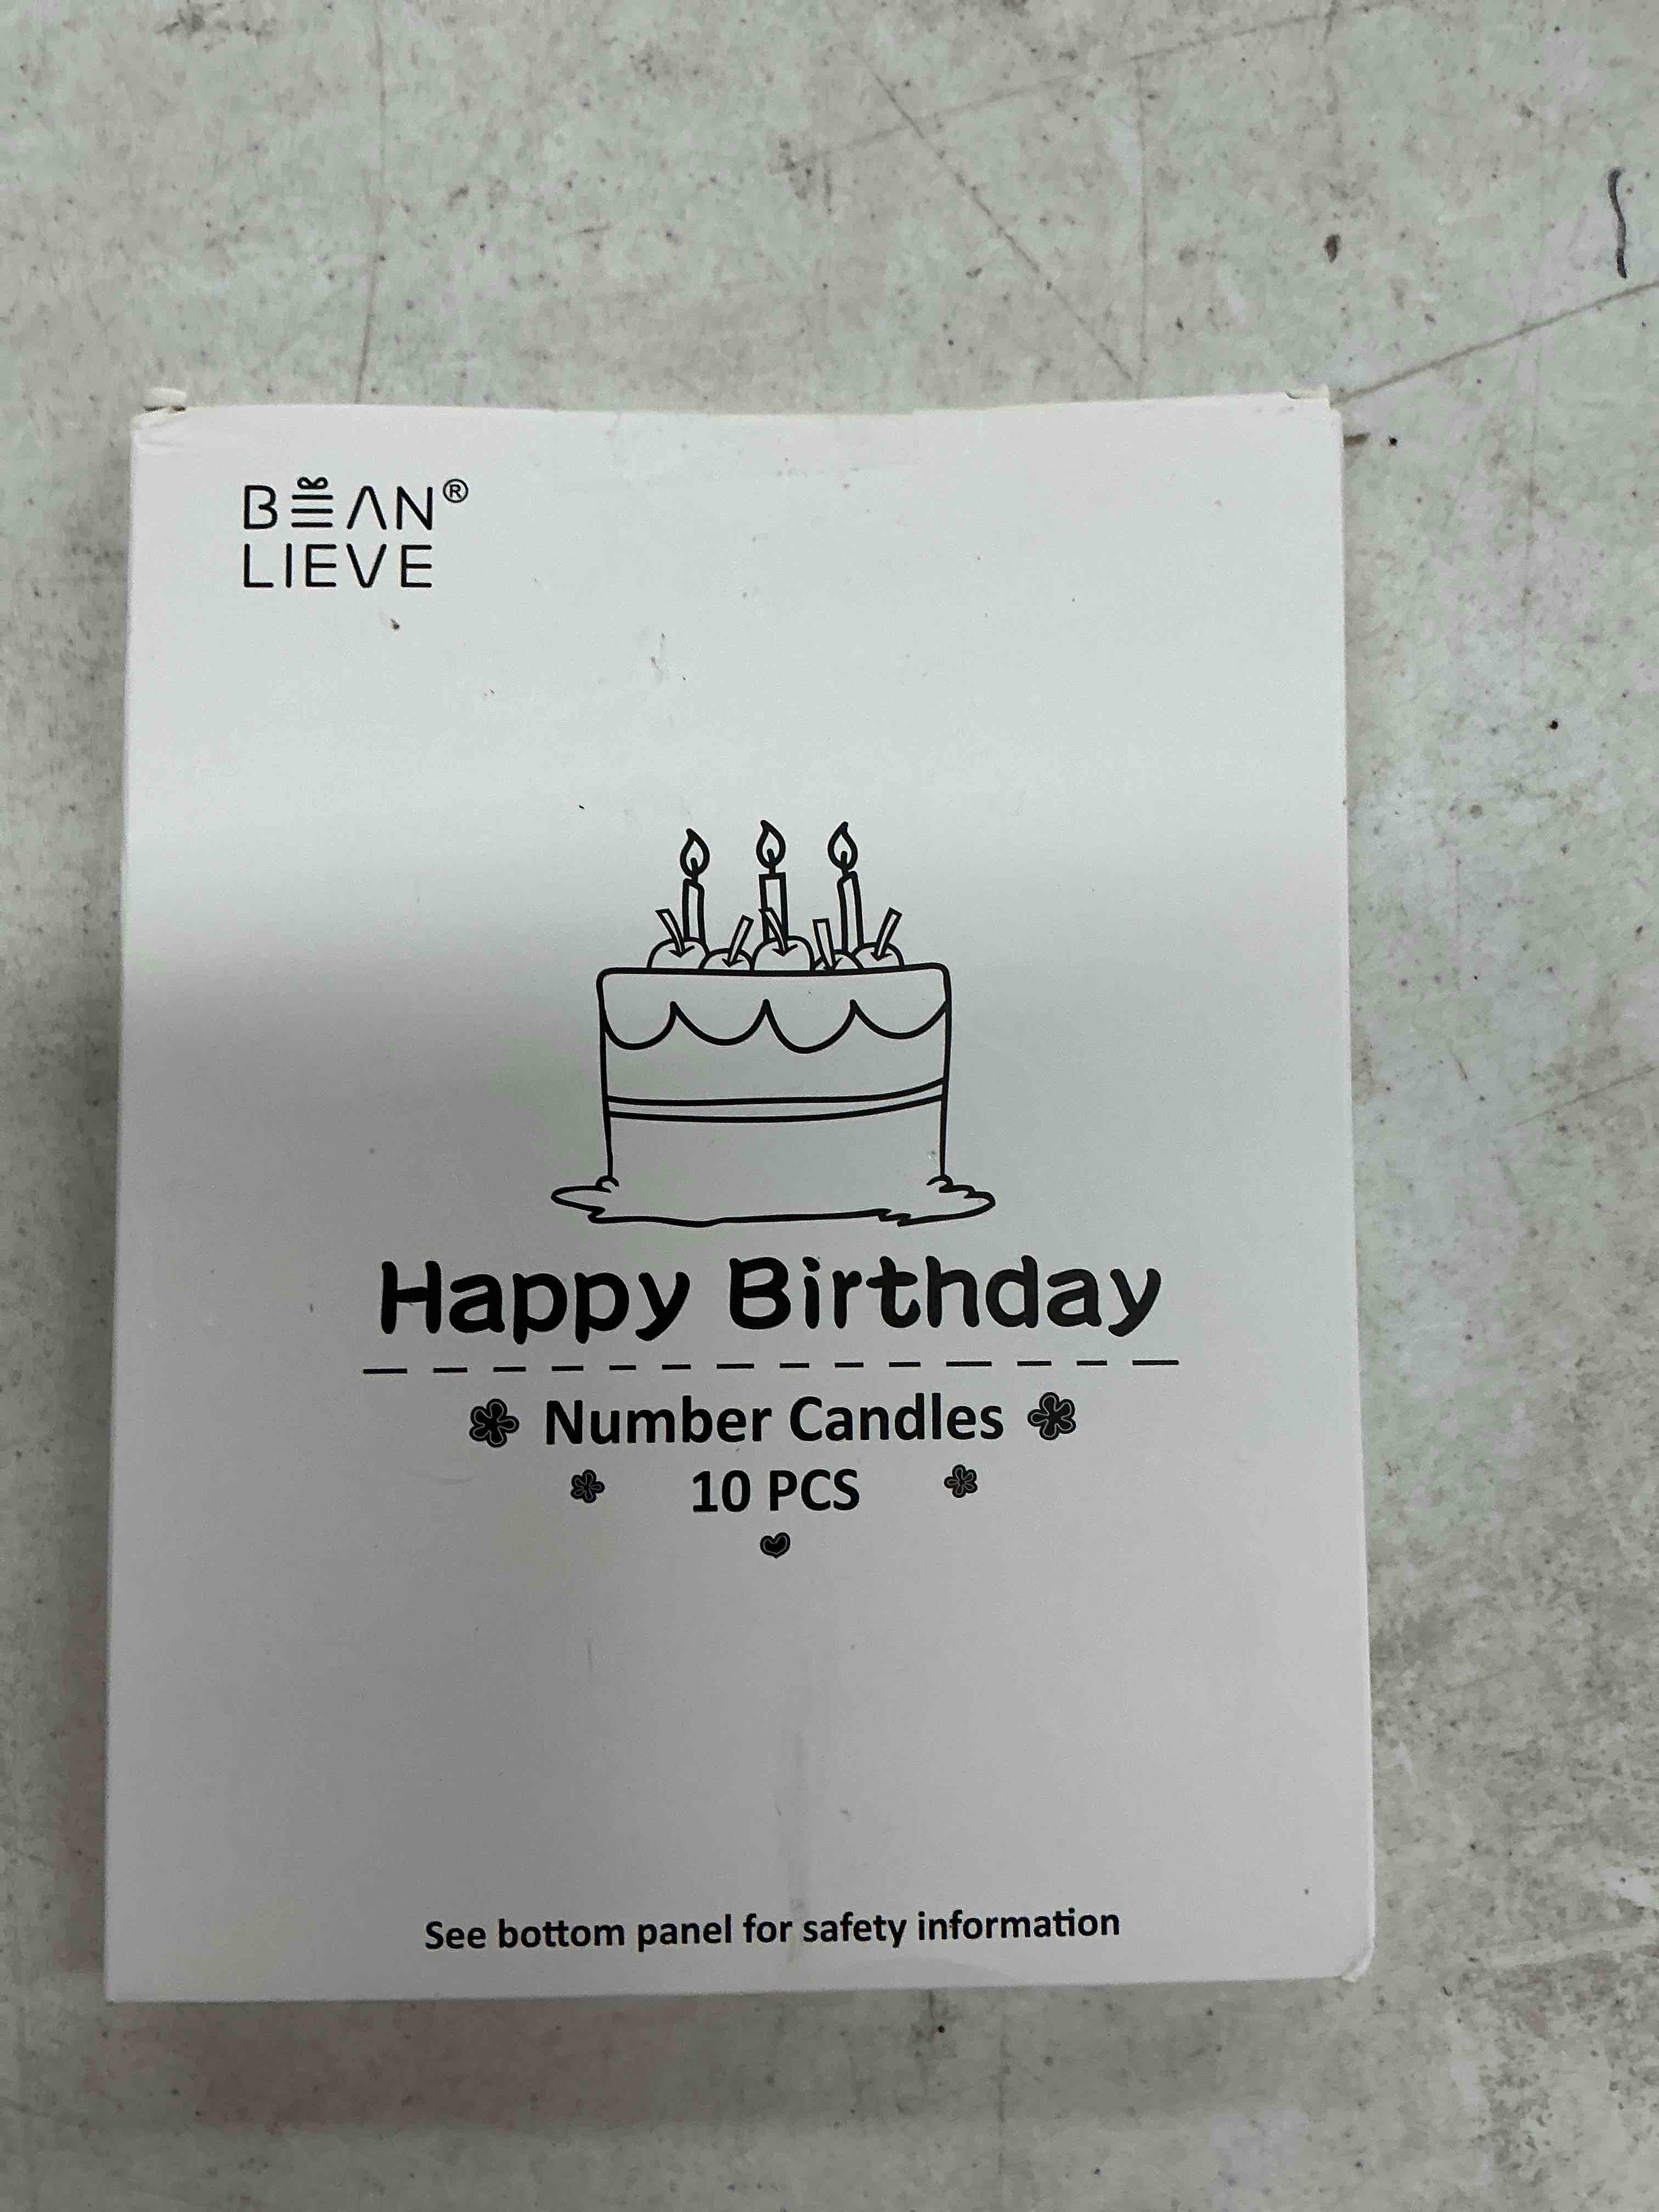 BEAN®
LIEVE
Happy Birthday
Number Candles
10 PCS
See bottom panel for safety information